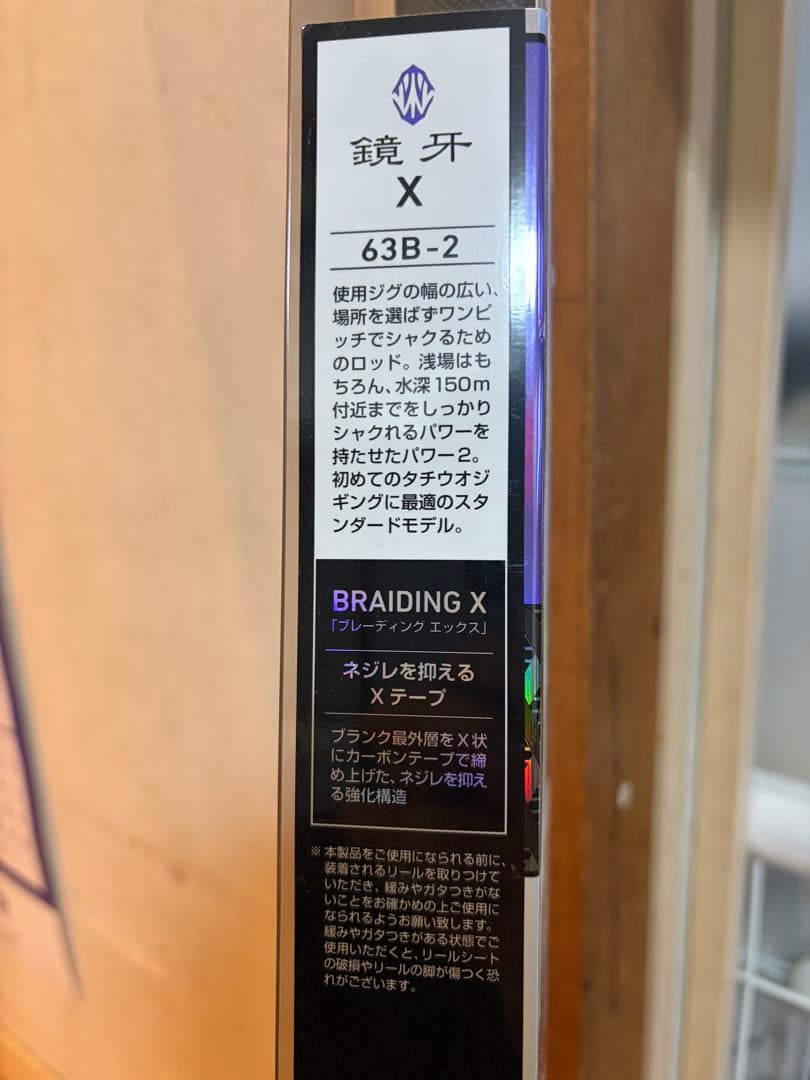 鏡牙
X
63B-2
使用ジグの幅の広い、
場所を選ばずワンピ
ッチでシャクるため
のロッド。浅場はも
ちろん、水深150m
付近までをしっかり
シャクれるパワーを
持たせたパワー2。
初めてのタチウオジ
ギングに最適のスタ
ンダードモデル。
BRAIDING X
「ブレーディング エックス」
ネジレを抑える
Xテープ
ブランク最外層をX状
にカーボンテープで締
め上げた、ネジレを抑え
る強化構造
※本製品をご使用になられる前に、
装着されるリールを取りつけて
いただき、緩みやガタつきがな
いことをお確かめの上ご使用に
なられるようお願い致します。
緩みやガタつきがある状態でご
使用いただくと、リールシート
の破損やリールの脚が傷つく恐
れがございます。